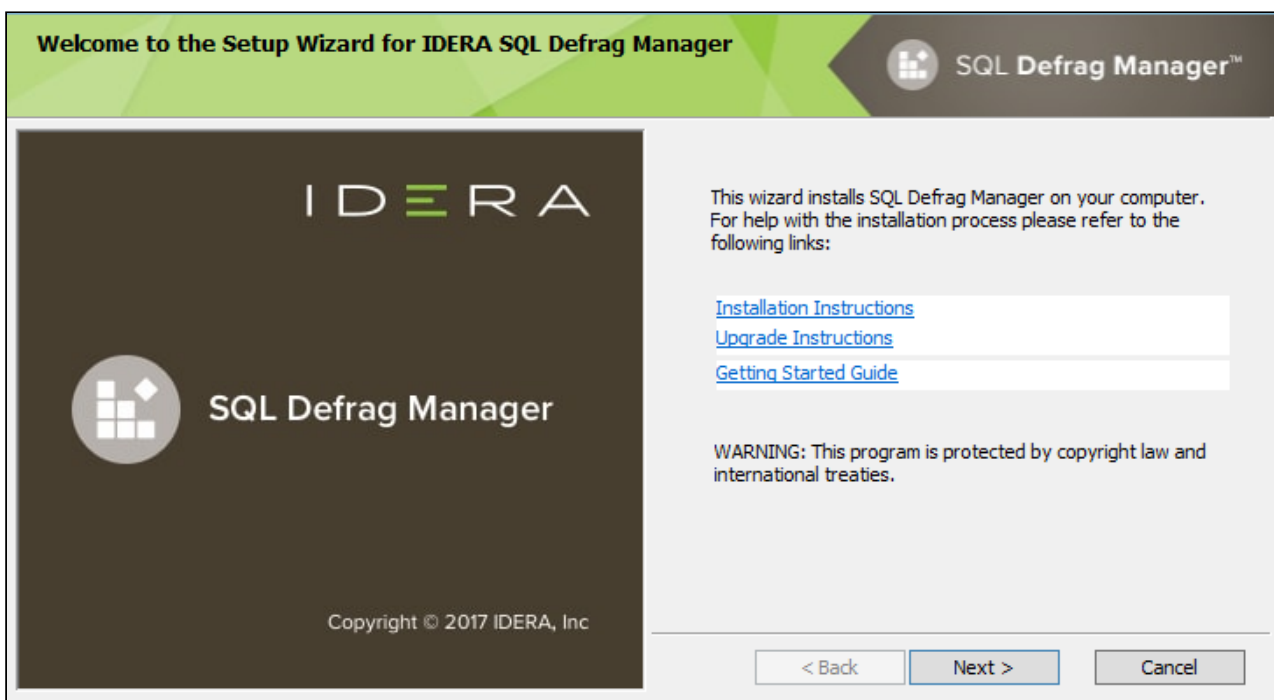 Welcome to the Setup Wizard for IDERA SQL Defrag Manager
SQL Defrag Manager™
IDERA
SQL Defrag Manager
Copyright © 2017 IDERA, Inc
This wizard installs SQL Defrag Manager on your computer.
For help with the installation process please refer to the
following links:
Installation Instructions
Upgrade Instructions
Getting Started Guide
WARNING: This program is protected by copyright law and
international treaties.
< Back
Next >
Cancel